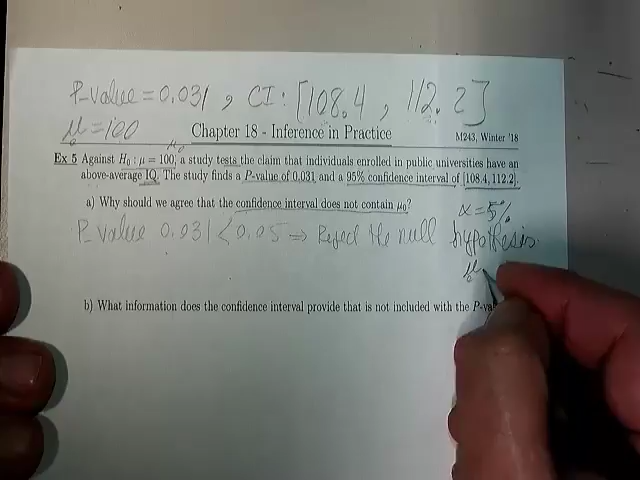 P-value = 0.031 , CI: [108.4 , 112.2]
μ = 100
μ₀
Chapter 18 - Inference in Practice
M243, Winter '18
Ex 5 Against H₀ : μ = 100, a study tests the claim that individuals enrolled in public universities have an
above-average IQ. The study finds a P-value of 0.031 and a 95% confidence interval of [108.4, 112.2].
a) Why should we agree that the confidence interval does not contain μ₀?
α = 5%
P value 0.031 < 0.05 ⇒ Reject the null hypothesis.
μ₀
b) What information does the confidence interval provide that is not included with the